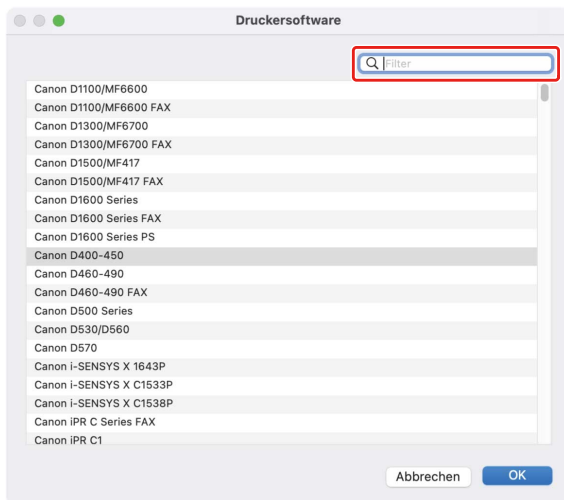 Druckersoftware
Filter
Canon D1100/MF6600
Canon D1100/MF6600 FAX
Canon D1300/MF6700
Canon D1300/MF6700 FAX
Canon D1500/MF417
Canon D1500/MF417 FAX
Canon D1600 Series
Canon D1600 Series FAX
Canon D1600 Series PS
Canon D400-450
Canon D460-490
Canon D460-490 FAX
Canon D500 Series
Canon D530/D560
Canon D570
Canon i-SENSYS X 1643P
Canon i-SENSYS X C1533P
Canon i-SENSYS X C1538P
Canon iPR C Series FAX
Canon iPR C1
Abbrechen OK